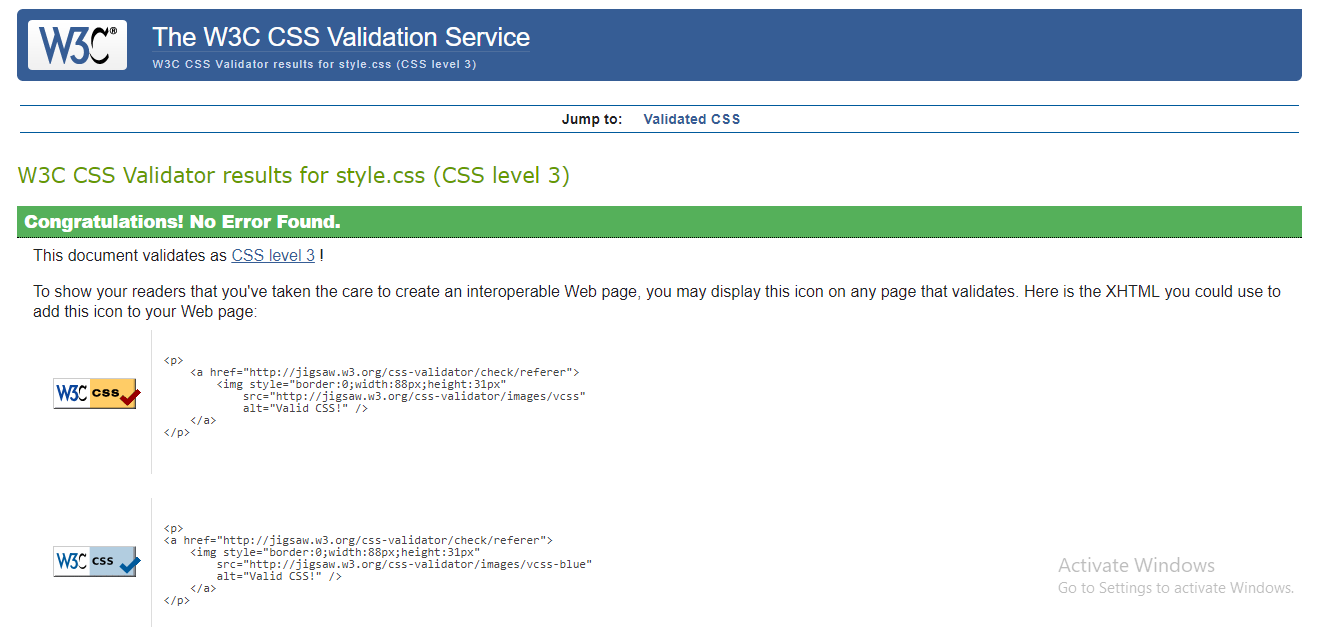 W3C®
The W3C CSS Validation Service
W3C CSS Validator results for style.css (CSS level 3)
Jump to: Validated CSS
W3C CSS Validator results for style.css (CSS level 3)
Congratulations! No Error Found.
This document validates as CSS level 3 !
To show your readers that you've taken the care to create an interoperable Web page, you may display this icon on any page that validates. Here is the XHTML you could use to
add this icon to your Web page:
W3C css
<p>
<a href="http://jigsaw.w3.org/css-validator/check/referer">
<img style="border:0;width:88px;height:31px"
src="http://jigsaw.w3.org/css-validator/images/vcss"
alt="Valid CSS!" />
</a>
</p>
W3C css
<p>
<a href="http://jigsaw.w3.org/css-validator/check/referer">
<img style="border:0;width:88px;height:31px"
src="http://jigsaw.w3.org/css-validator/images/vcss-blue"
alt="Valid CSS!" />
</a>
</p>
Activate Windows
Go to Settings to activate Windows.